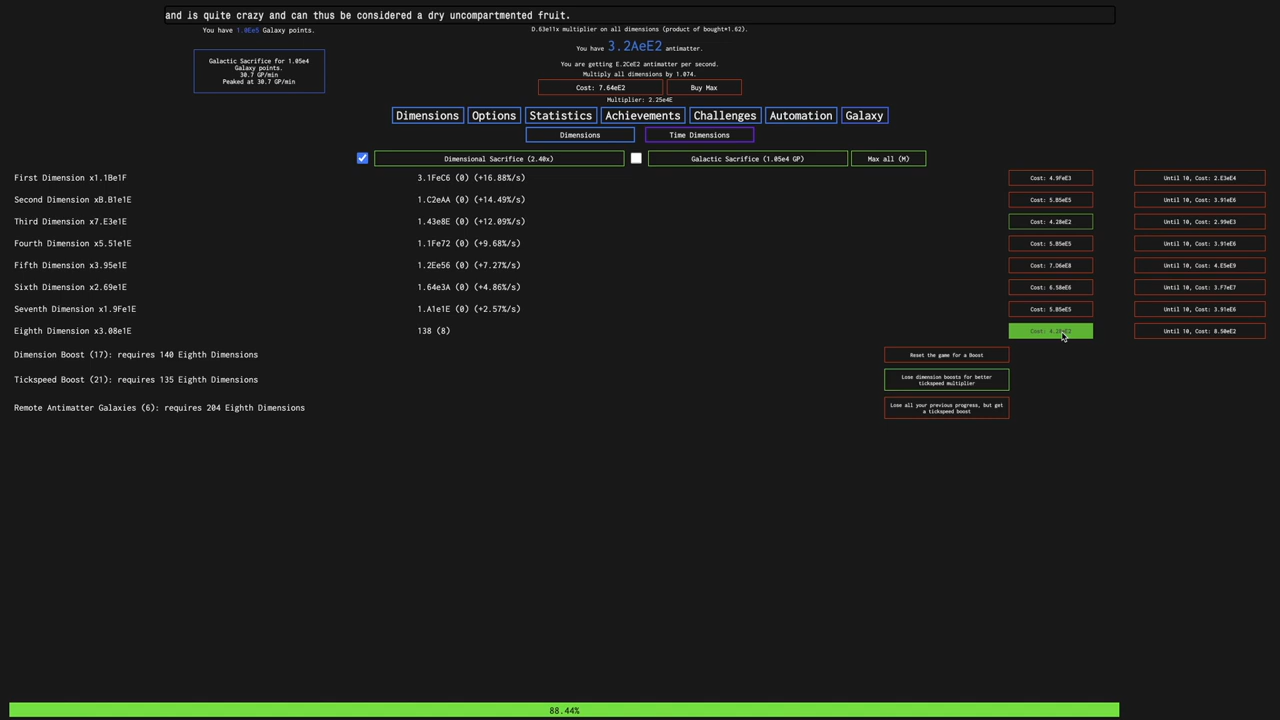 and is quite crazy and can thus be considered a dry uncompartmented fruit.
You have 1.0Ee5 Galaxy points.
D.63e11x multiplier on all dimensions (product of bought+1.62).
You have 3.2AeE2 antimatter.
Galactic Sacrifice for 1.05e4
Galaxy points.
30.7 GP/min
Peaked at 30.7 GP/min
You are getting E.2CeE2 antimatter per second.
Multiply all dimensions by 1.074.
Cost: 7.64eE2 Buy Max
Multiplier: 2.25e4E
Dimensions Options Statistics Achievements Challenges Automation Galaxy
Dimensions Time Dimensions
Dimensional Sacrifice (2.40x) Galactic Sacrifice (1.05e4 GP) Max all (M)
First Dimension x1.1Be1F 3.1FeC6 (0) (+16.88%/s) Cost: 4.9FeE3 Until 10, Cost: 2.E3eE4
Second Dimension xB.B1e1E 1.C2eAA (0) (+14.49%/s) Cost: 5.B5eE5 Until 10, Cost: 3.91eE6
Third Dimension x7.E3e1E 1.43e8E (0) (+12.09%/s) Cost: 4.28eE2 Until 10, Cost: 2.99eE3
Fourth Dimension x5.51e1E 1.1Fe72 (0) (+9.68%/s) Cost: 5.B5eE5 Until 10, Cost: 3.91eE6
Fifth Dimension x3.95e1E 1.2Ee56 (0) (+7.27%/s) Cost: 7.D6eE8 Until 10, Cost: 4.E5eE9
Sixth Dimension x2.69e1E 1.64e3A (0) (+4.86%/s) Cost: 6.58eE6 Until 10, Cost: 3.F7eE7
Seventh Dimension x1.9Fe1E 1.A1e1E (0) (+2.57%/s) Cost: 5.B5eE5 Until 10, Cost: 3.91eE6
Eighth Dimension x3.08e1E 138 (8) Cost: Until 10, Cost: 8.50eE2
Dimension Boost (17): requires 140 Eighth Dimensions Reset the game for a Boost
Tickspeed Boost (21): requires 135 Eighth Dimensions Lose dimension boosts for better
tickspeed multiplier
Remote Antimatter Galaxies (6): requires 204 Eighth Dimensions Lose all your previous progress, but get
a tickspeed boost
88.44%